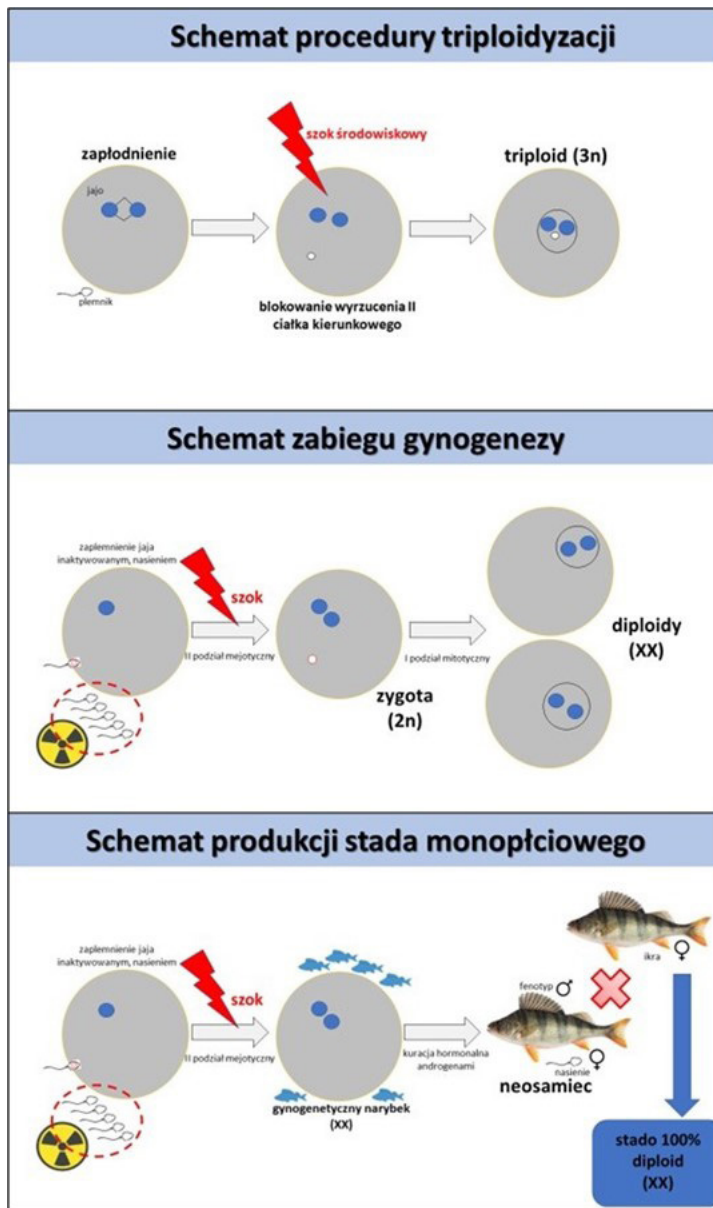 Schemat procedury triploidyzacji
zapłodnienie
jajo
plemnik
szok środowiskowy
blokowanie wyrzucenia II
ciałka kierunkowego
triploid (3n)
Schemat zabiegu gynogenezy
zaplemnienie jaja
inaktywowanym, nasieniem
szok
II podział mejotyczny
zygota
(2n)
I podział mitotyczny
diploidy
(XX)
Schemat produkcji stada monopłciowego
zaplemnienie jaja
inaktywowanym, nasieniem
szok
II podział mejotyczny
gynogenetyczny narybek
(XX)
kuracja hormonalna
androgenami
ikra ♀
fenotyp ♂
nasienie ♀
neosamiec
stado 100%
diploid
(XX)